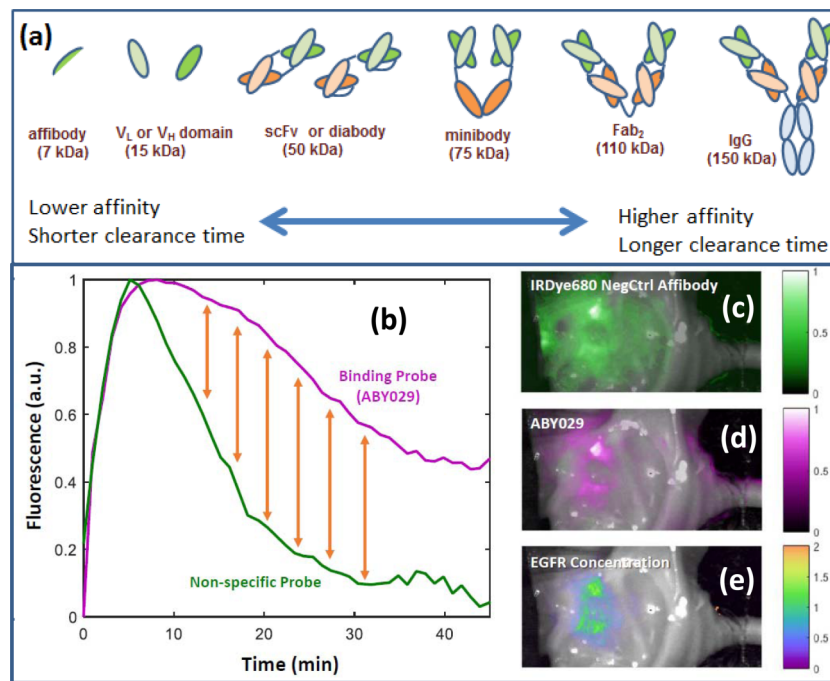 (a)
affibody
(7 kDa)
VL or VH domain
(15 kDa)
scFv or diabody
(50 kDa)
minibody
(75 kDa)
Fab2
(110 kDa)
IgG
(150 kDa)
Lower affinity
Shorter clearance time
Higher affinity
Longer clearance time
(b)
Fluorescence (a.u.)
1
0.8
0.6
0.4
0.2
0
Binding Probe
(ABY029)
Non-specific Probe
0
10
20
30
40
Time (min)
IRDye680 NegCtrl Affibody
(c)
1
0.5
0
ABY029
(d)
1
0.5
0
EGFR Concentration
(e)
2
1.5
1
0.5
0